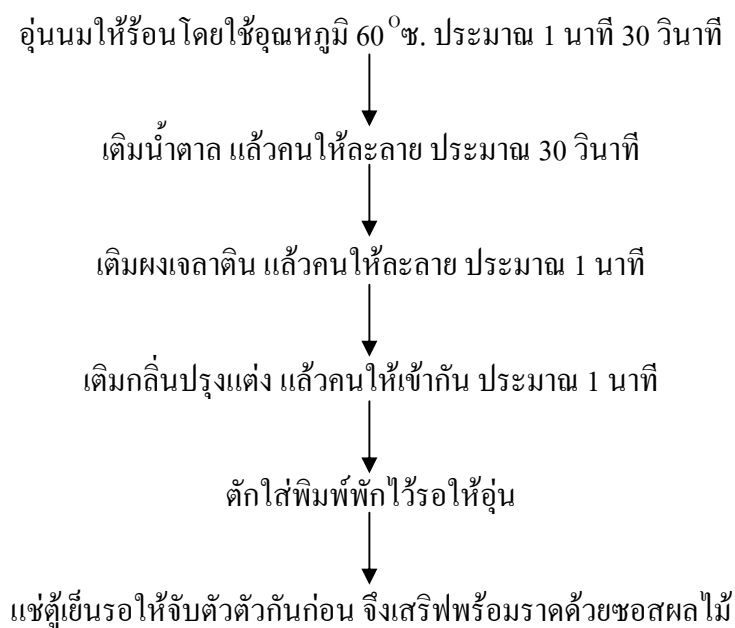 อุ่นนมให้ร้อนโดยใช้อุณหภูมิ 60 °ซ. ประมาณ 1 นาที 30 วินาที
เติมน้ำตาล แล้วคนให้ละลาย ประมาณ 30 วินาที
เติมผงเจลาติน แล้วคนให้ละลาย ประมาณ 1 นาที
เติมกลิ่นปรุงแต่ง แล้วคนให้เข้ากัน ประมาณ 1 นาที
ตักใส่พิมพ์พักไว้รอให้อุ่น
แช่ตู้เย็นรอให้จับตัวตัวกันก่อน จึงเสริฟพร้อมราดด้วยซอสผลไม้